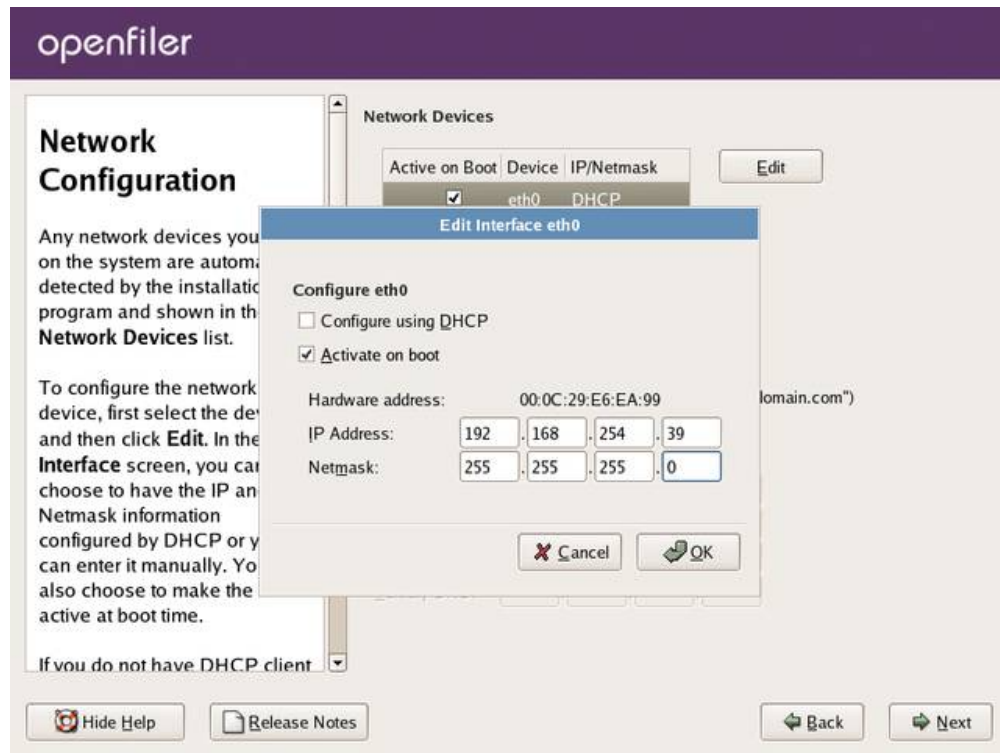 openfiler
Network
Configuration
Any network devices you
on the system are automa
detected by the installatio
program and shown in th
Network Devices list.
To configure the network
device, first select the de
and then click Edit. In the
Interface screen, you can
choose to have the IP an
Netmask information
configured by DHCP or y
can enter it manually. Yo
also choose to make the
active at boot time.
If you do not have DHCP client
Network Devices
Active on Boot Device IP/Netmask
eth0 DHCP
Edit
Edit Interface eth0
Configure eth0
Configure using DHCP
Activate on boot
Hardware address: 00:0C:29:E6:EA:99
IP Address: 192 . 168 . 254 . 39
Netmask: 255 . 255 . 255 . 0
Cancel OK
domain.com")
Hide Help Release Notes Back Next